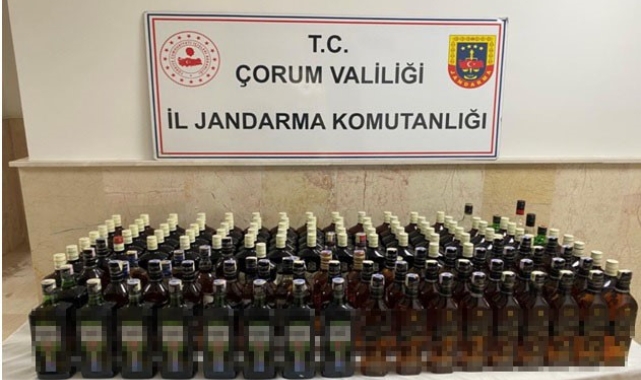 T.C.
ÇORUM VALİLİĞİ
İL JANDARMA KOMUTANLIĞI